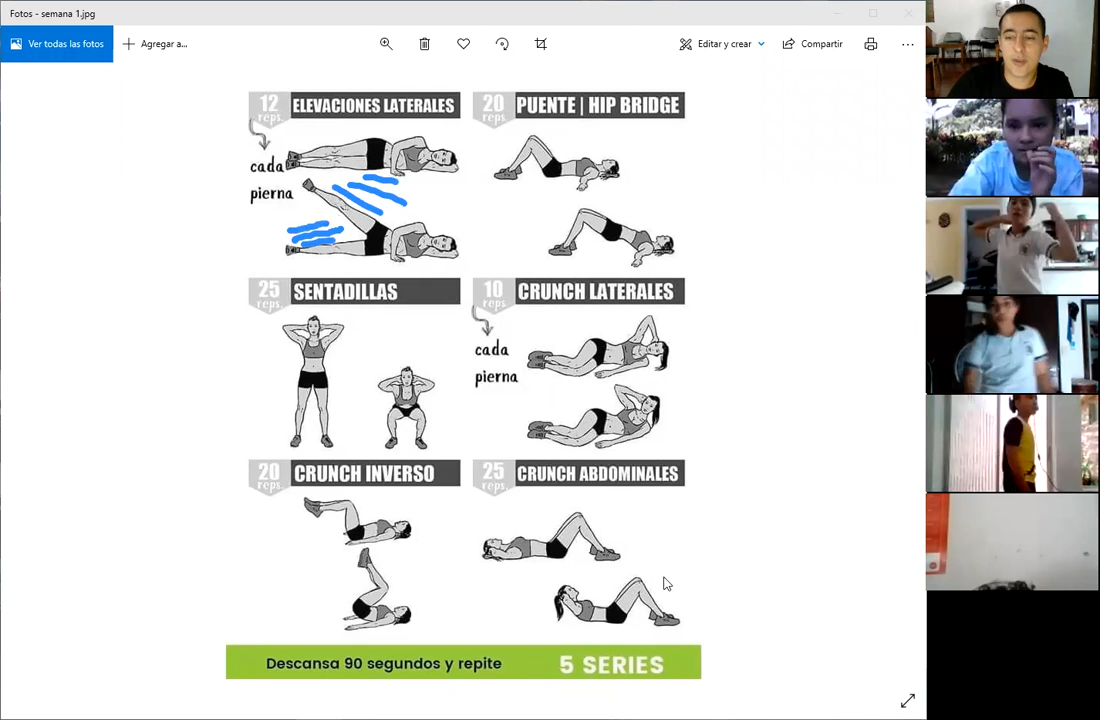 Fotos - semana 1.jpg
Ver todas las fotos
Agregar a...
Editar y crear
Compartir
12 reps.
ELEVACIONES LATERALES
cada
pierna
20 reps.
PUENTE | HIP BRIDGE
25 reps.
SENTADILLAS
10 reps.
CRUNCH LATERALES
cada
pierna
20 reps.
CRUNCH INVERSO
25 reps.
CRUNCH ABDOMINALES
Descansa 90 segundos y repite
5 SERIES